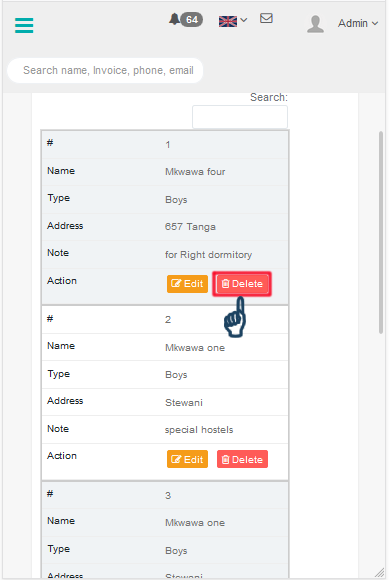 64
Admin
Search name, Invoice, phone, email
Search:
# 1
Name Mkwawa four
Type Boys
Address 657 Tanga
Note for Right dormitory
Action Edit Delete
# 2
Name Mkwawa one
Type Boys
Address Stewani
Note special hostels
Action Edit Delete
# 3
Name Mkwawa one
Type Boys
Address Stewani